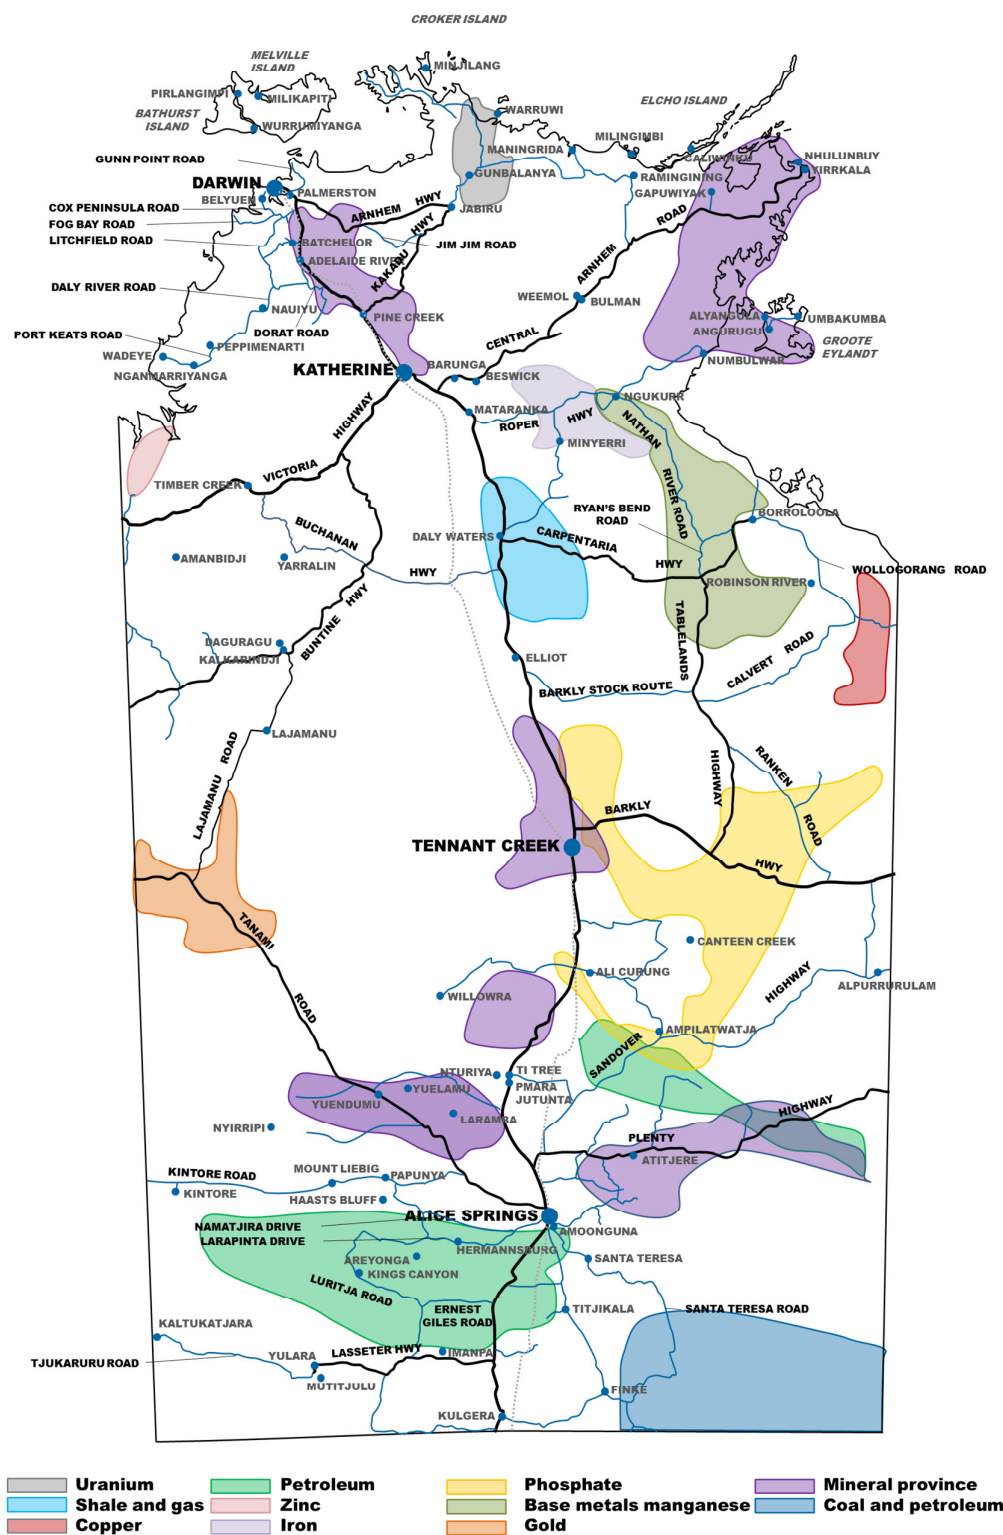 CROKER ISLAND
MELVILLE
ISLAND
MINJILANG
PIRLANGIMPI
MILIKAPITI
BATHURST
ISLAND
WURRUMIYANGA
WARRUWI
ELCHO ISLAND
MILINGIMBI
MANINGRIDA
GALIWINKU
NHULUNBUY
YIRRKALA
GUNN POINT ROAD
GUNBALANYA
RAMINGINING
GAPUWIYAK
DARWIN
PALMERSTON
BELYUEN
COX PENINSULA ROAD
ARNHEM HWY
JABIRU
FOG BAY ROAD
LITCHFIELD ROAD
BATCHELOR
JIM JIM ROAD
ADELAIDE RIVER
KAKADU HWY
CENTRAL ARNHEM ROAD
DALY RIVER ROAD
NAUIYU
WEEMOL
BULMAN
PINE CREEK
DORAT ROAD
ALYANGULA
UMBAKUMBA
ANGURUGU
GROOTE
EYLANDT
PORT KEATS ROAD
PEPPIMENARTI
WADEYE
NGANMARRIYANGA
NUMBULWAR
KATHERINE
BARUNGA
BESWICK
NGUKURR
MATARANKA
ROPER HWY
MINYERRI
NATHAN RIVER ROAD
VICTORIA HIGHWAY
TIMBER CREEK
RYAN'S BEND
ROAD
BORROLOOLA
BUCHANAN HWY
DALY WATERS
CARPENTARIA HWY
AMANBIDJI
YARRALIN
WOLLOGORANG ROAD
ROBINSON RIVER
BUNTINE HWY
DAGURAGU
KALKARINDJI
ELLIOT
TABLELANDS HIGHWAY
CALVERT ROAD
BARKLY STOCK ROUTE
LAJAMANU
LAJAMANU ROAD
RANKEN ROAD
BARKLY HWY
TENNANT CREEK
TANAMI ROAD
CANTEEN CREEK
ALI CURUNG
WILLOWRA
ALPURRURULAM
SANDOVER HIGHWAY
AMPILATWATJA
NTURIYA
TI TREE
PMARA
JUTUNTA
YUELAMU
YUENDUMU
LARAMBA
NYIRRIPI
PLENTY HIGHWAY
ATITJERE
KINTORE ROAD
MOUNT LIEBIG
PAPUNYA
KINTORE
HAASTS BLUFF
ALICE SPRINGS
NAMATJIRA DRIVE
LARAPINTA DRIVE
AMOONGUNA
HERMANNSBURG
AREYONGA
SANTA TERESA
KINGS CANYON
LURITJA ROAD
ERNEST
GILES ROAD
TITJIKALA
SANTA TERESA ROAD
KALTUKATJARA
LASSETER HWY
IMANPA
TJUKARURU ROAD
YULARA
MUTITJULU
FINKE
KULGERA
Uranium
Petroleum
Phosphate
Mineral province
Shale and gas
Zinc
Base metals manganese
Coal and petroleum
Copper
Iron
Gold